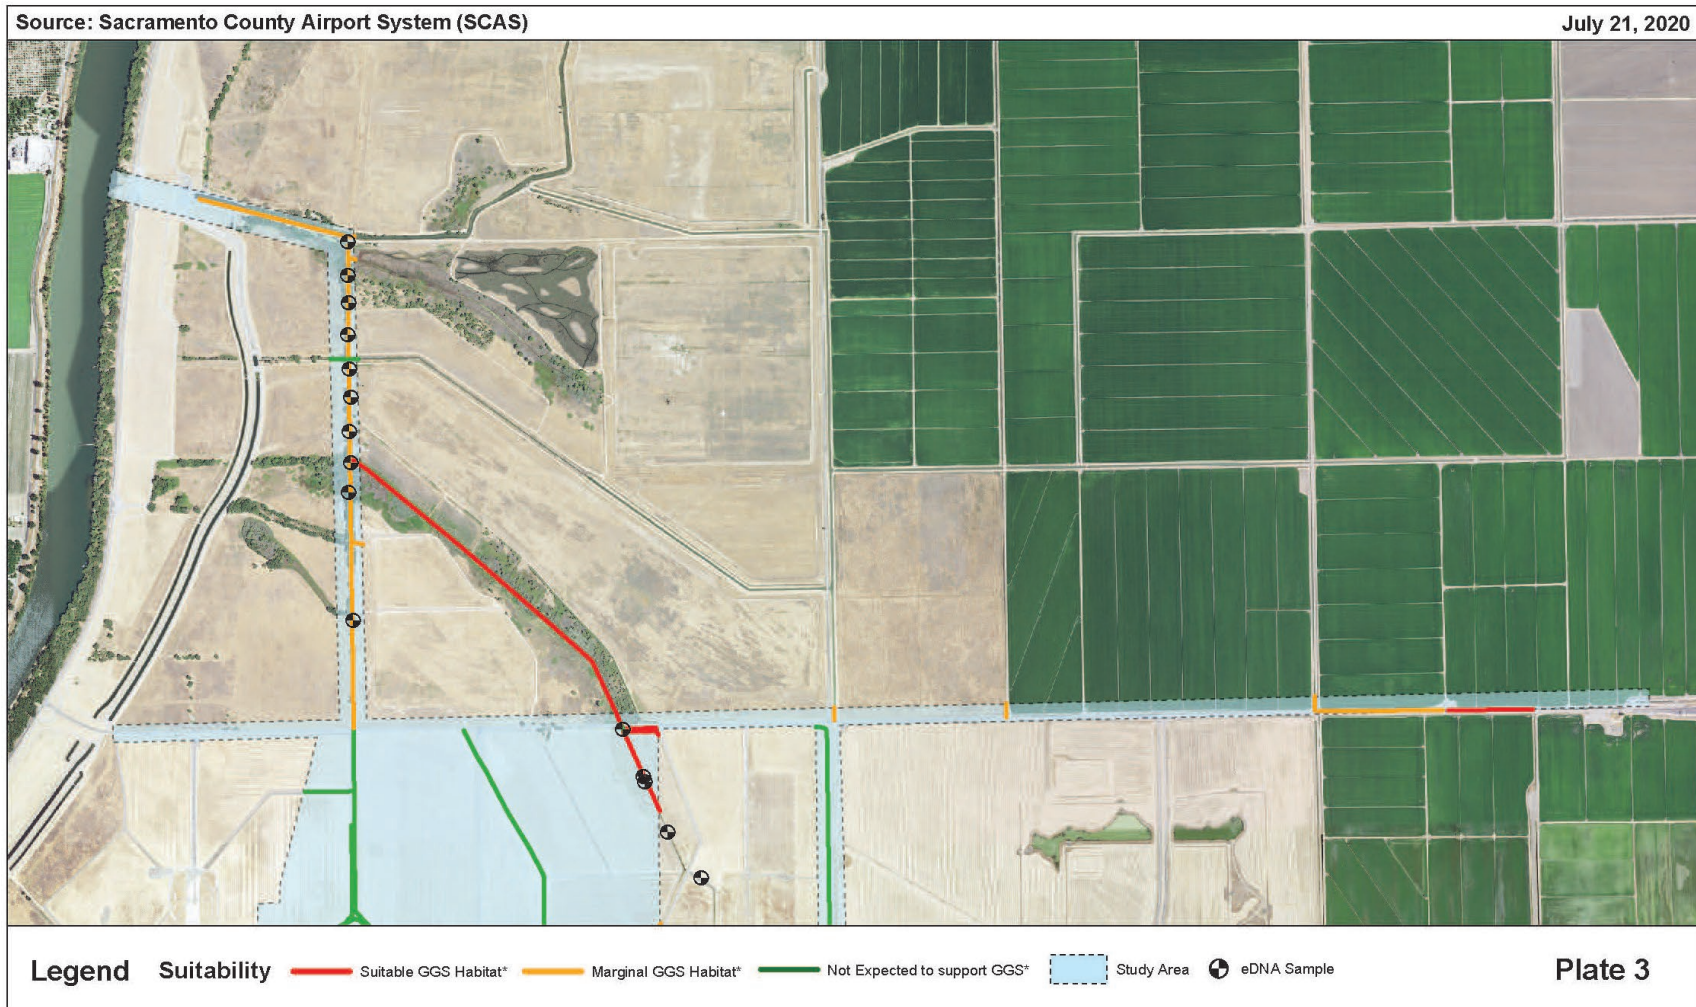 Source: Sacramento County Airport System (SCAS) July 21, 2020
Legend Suitability Suitable GGS Habitat* Marginal GGS Habitat* Not Expected to support GGS* Study Area eDNA Sample Plate 3